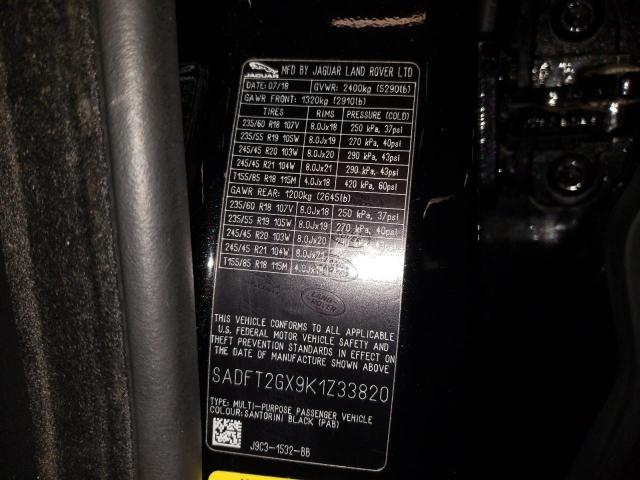 JAGUAR
MFD BY JAGUAR LAND ROVER LTD
DATE: 07/18 GVWR: 2400kg (5290lb)
GAWR FRONT: 1320kg (2910lb)
TIRES RIMS PRESSURE (COLD)
235/60 R18 107V 8.0Jx18 250 kPa, 37psi
235/55 R19 105W 8.0Jx19 270 kPa, 40psi
245/45 R20 103W 8.0Jx20 290 kPa, 43psi
245/45 R21 104W 8.0Jx21 290 kPa, 43psi
T155/85 R18 115M 4.0Jx18 420 kPa, 60psi
GAWR REAR: 1200kg (2645lb)
235/60 R18 107V 8.0Jx18 250 kPa, 37psi
235/55 R19 105W 8.0Jx19 270 kPa, 40psi
245/45 R20 103W 8.0Jx20 kPa, 43psi
245/45 R21 104W 8.0Jx21
T155/85 R18 115M
LAND-ROVER
THIS VEHICLE CONFORMS TO ALL APPLICABLE
U.S. FEDERAL MOTOR VEHICLE SAFETY AND
THEFT PREVENTION STANDARDS IN EFFECT ON
THE DATE OF MANUFACTURE SHOWN ABOVE
SADFT2GX9K1Z33820
TYPE: MULTI-PURPOSE PASSENGER VEHICLE
COLOUR: SANTORINI BLACK (PAB)
J9C3-1532-BB